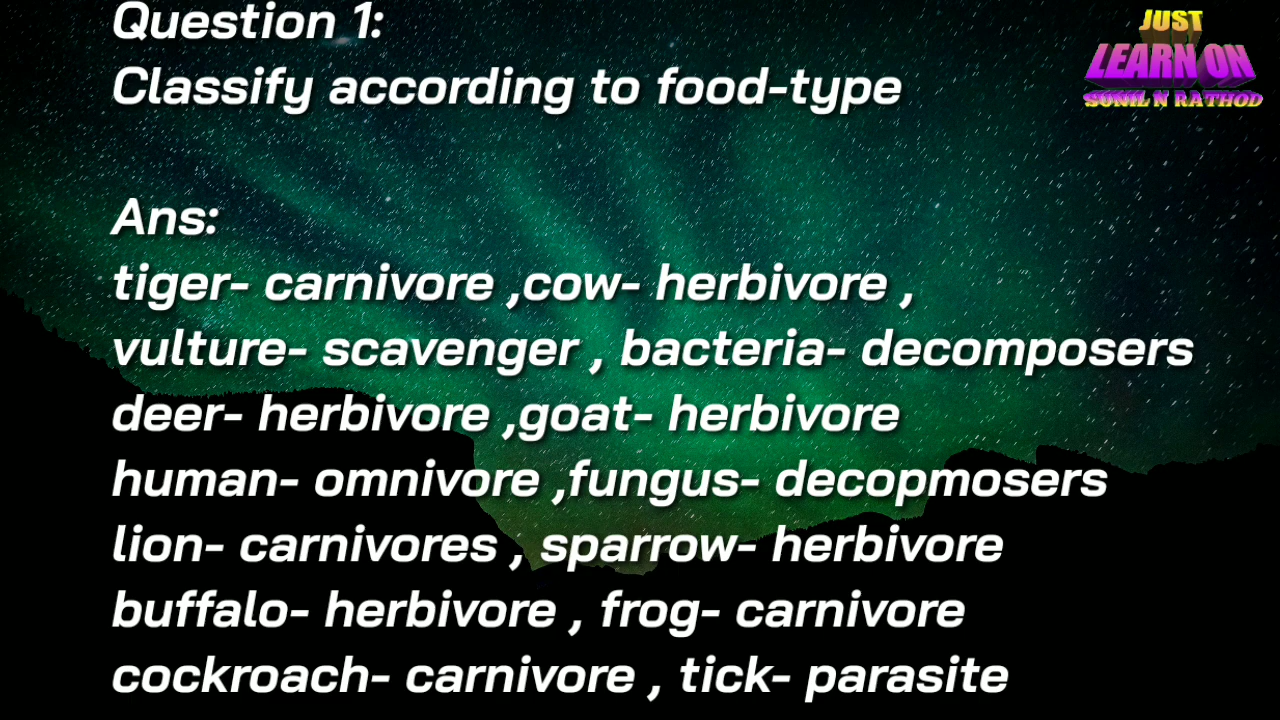 Question 1:
Classify according to food-type
JUST
LEARN ON
SUNIL N RATHOD
Ans:
tiger- carnivore ,cow- herbivore ,
vulture- scavenger , bacteria- decomposers
deer- herbivore ,goat- herbivore
human- omnivore ,fungus- decopmosers
lion- carnivores , sparrow- herbivore
buffalo- herbivore , frog- carnivore
cockroach- carnivore , tick- parasite